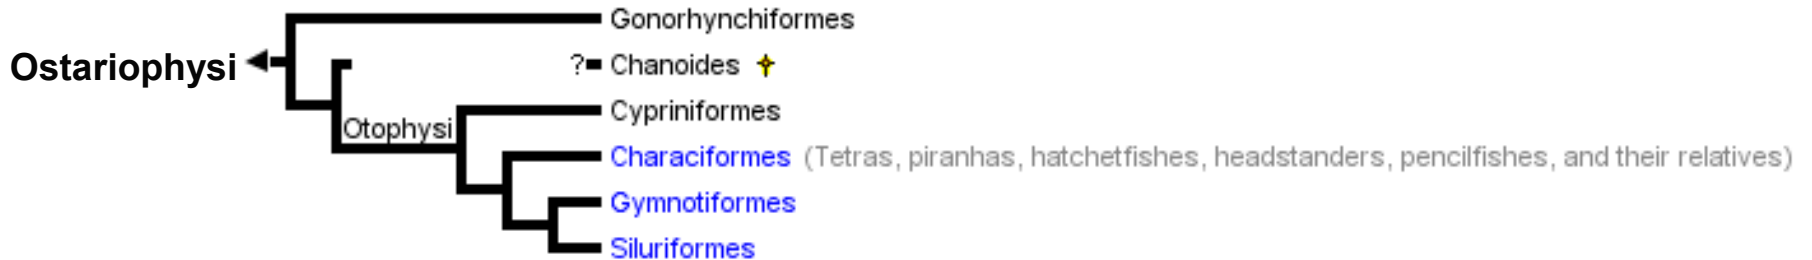 Gonorhynchiformes
Ostariophysi
? Chanoides †
Cypriniformes
Otophysi
Characiformes (Tetras, piranhas, hatchetfishes, headstanders, pencilfishes, and their relatives)
Gymnotiformes
Siluriformes